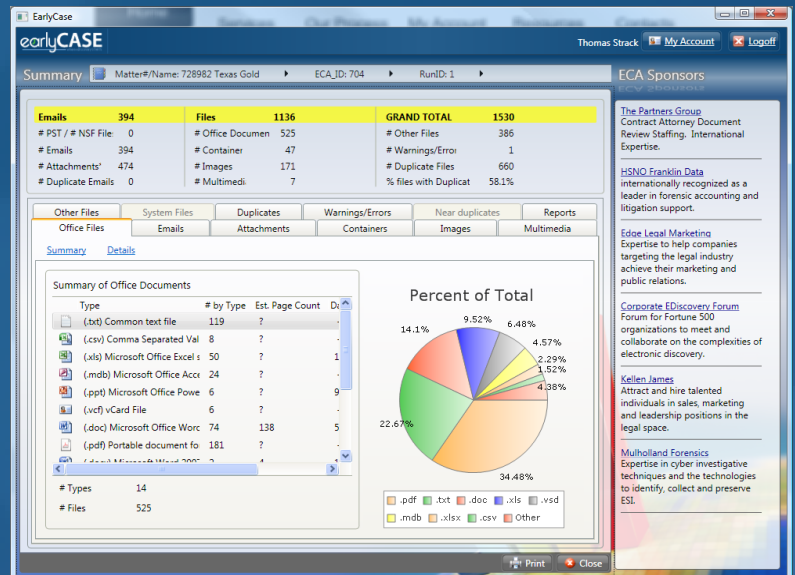 EarlyCase
Home
Services Our Process My Account Resources Contacts
earlyCASE
Thomas Strack My Account Logoff
Summary Matter#/Name: 728982 Texas Gold ECA_ID: 704 RunID: 1
ECA Sponsors
Emails 394 Files 1136 GRAND TOTAL 1530
# PST / # NSF File: 0 # Office Documen 525 # Other Files 386
# Emails 394 # Container 47 # Warnings/Error 1
# Attachments' 474 # Images 171 # Duplicate Files 660
# Duplicate Emails 0 # Multimedi 7 % files with Duplicat 58.1%
Other Files System Files Duplicates Warnings/Errors Near duplicates Reports
Office Files Emails Attachments Containers Images Multimedia
Summary Details
Summary of Office Documents
Type # by Type Est. Page Count
(.txt) Common text file 119 ?
(.csv) Comma Separated Val 8 ?
(.xls) Microsoft Office Excel s 50 ? 1
(.mdb) Microsoft Office Acce 24 ?
(.ppt) Microsoft Office Powe 6 ? 9
(.vcf) vCard File 6 ?
(.doc) Microsoft Office Worc 74 138 5
(.pdf) Portable document fo 181 ?
# Types 14
# Files 525
Percent of Total
9.52%
6.48%
14.1%
4.57%
2.29%
1.52%
4.38%
22.67%
34.48%
.pdf .txt .doc .xls .vsd
.mdb .xlsx .csv Other
The Partners Group
Contract Attorney Document
Review Staffing. International
Expertise.
HSNO Franklin Data
internationally recognized as a
leader in forensic accounting and
litigation support.
Edge Legal Marketing
Expertise to help companies
targeting the legal industry
achieve their marketing and
public relations.
Corporate EDiscovery Forum
Forum for Fortune 500
organizations to meet and
collaborate on the complexities of
electronic discovery.
Kellen James
Attract and hire talented
individuals in sales, marketing
and leadership positions in the
legal space.
Mulholland Forensics
Expertise in cyber investigative
techniques and the technologies
to identify, collect and preserve
ESI.
Print Close